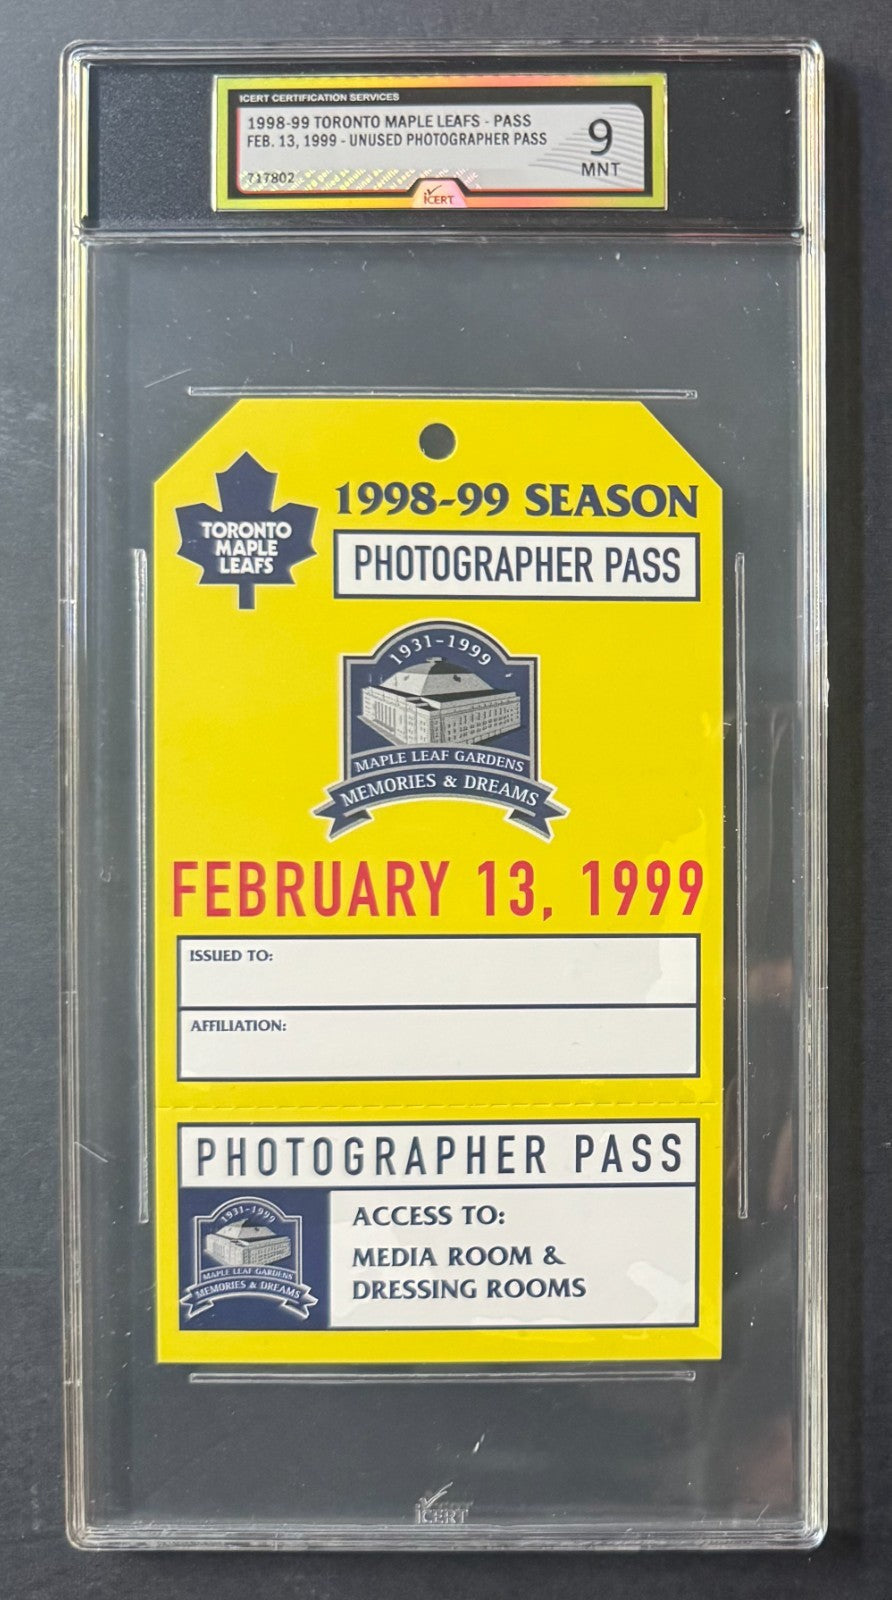 ICERT CERTIFICATION SERVICES
1998-99 TORONTO MAPLE LEAFS - PASS
FEB. 13, 1999 - UNUSED PHOTOGRAPHER PASS
9
MNT
717802
ICERT
TORONTO
MAPLE
LEAFS
1998-99 SEASON
PHOTOGRAPHER PASS
1931-1999
MAPLE LEAF GARDENS
MEMORIES & DREAMS
FEBRUARY 13, 1999
ISSUED TO:
AFFILIATION:
PHOTOGRAPHER PASS
1931-1999
MAPLE LEAF GARDENS
MEMORIES & DREAMS
ACCESS TO:
MEDIA ROOM &
DRESSING ROOMS
ICERT